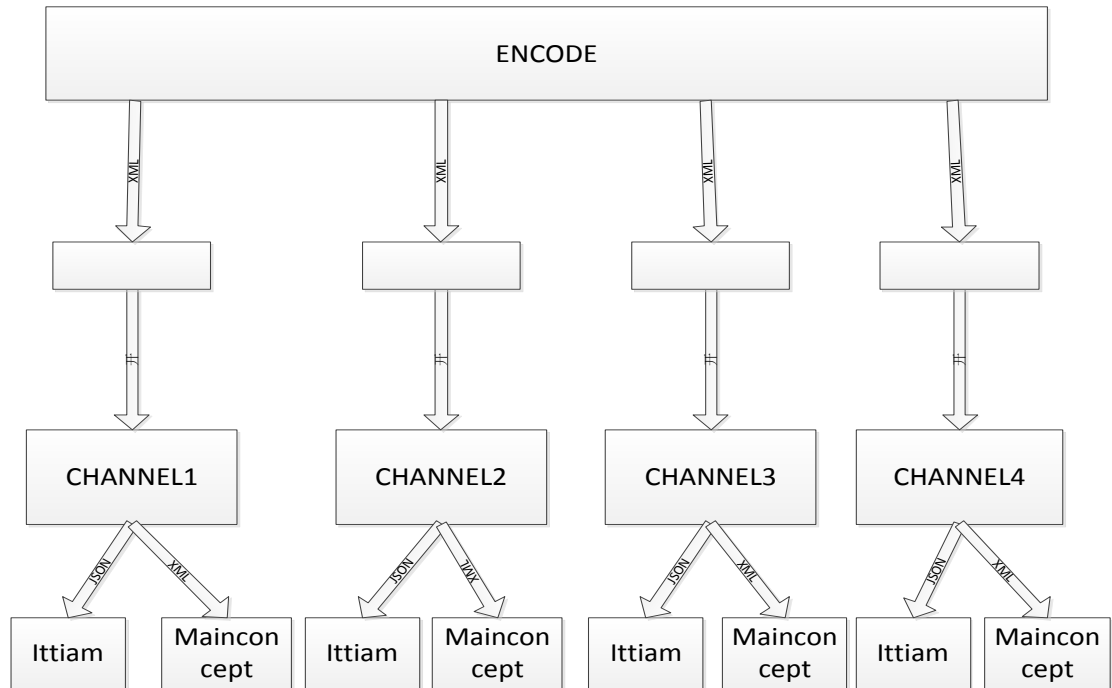 ENCODE
XML
XML
XML
XML
CHANNEL1
CHANNEL2
CHANNEL3
CHANNEL4
JSON
XML
JSON
XML
JSON
XML
JSON
XML
Ittiam
Maincon
cept
Ittiam
Maincon
cept
Ittiam
Maincon
cept
Ittiam
Maincon
cept